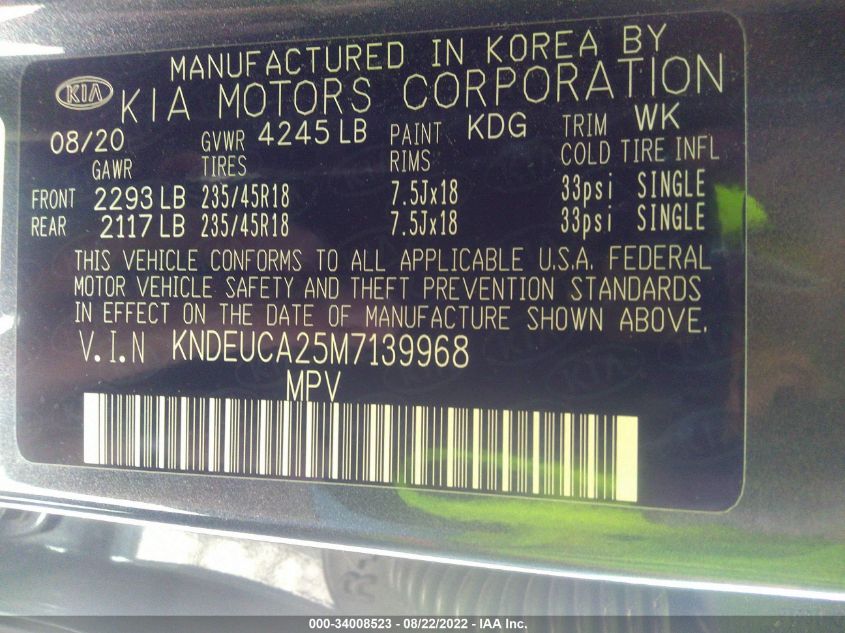 MANUFACTURED IN KOREA BY
KIA KIA MOTORS CORPORATION
08/20 GVWR 4245 LB PAINT KDG TRIM WK
GAWR TIRES RIMS COLD TIRE INFL
FRONT 2293 LB 235/45R18 7.5Jx18 33psi SINGLE
REAR 2117 LB 235/45R18 7.5Jx18 33psi SINGLE
THIS VEHICLE CONFORMS TO ALL APPLICABLE U.S.A. FEDERAL
MOTOR VEHICLE SAFETY AND THEFT PREVENTION STANDARDS
IN EFFECT ON THE DATE OF MANUFACTURE SHOWN ABOVE.
V.I.N KNDEUCA25M7139968
MPV
000-34008523 - 08/22/2022 - IAA Inc.